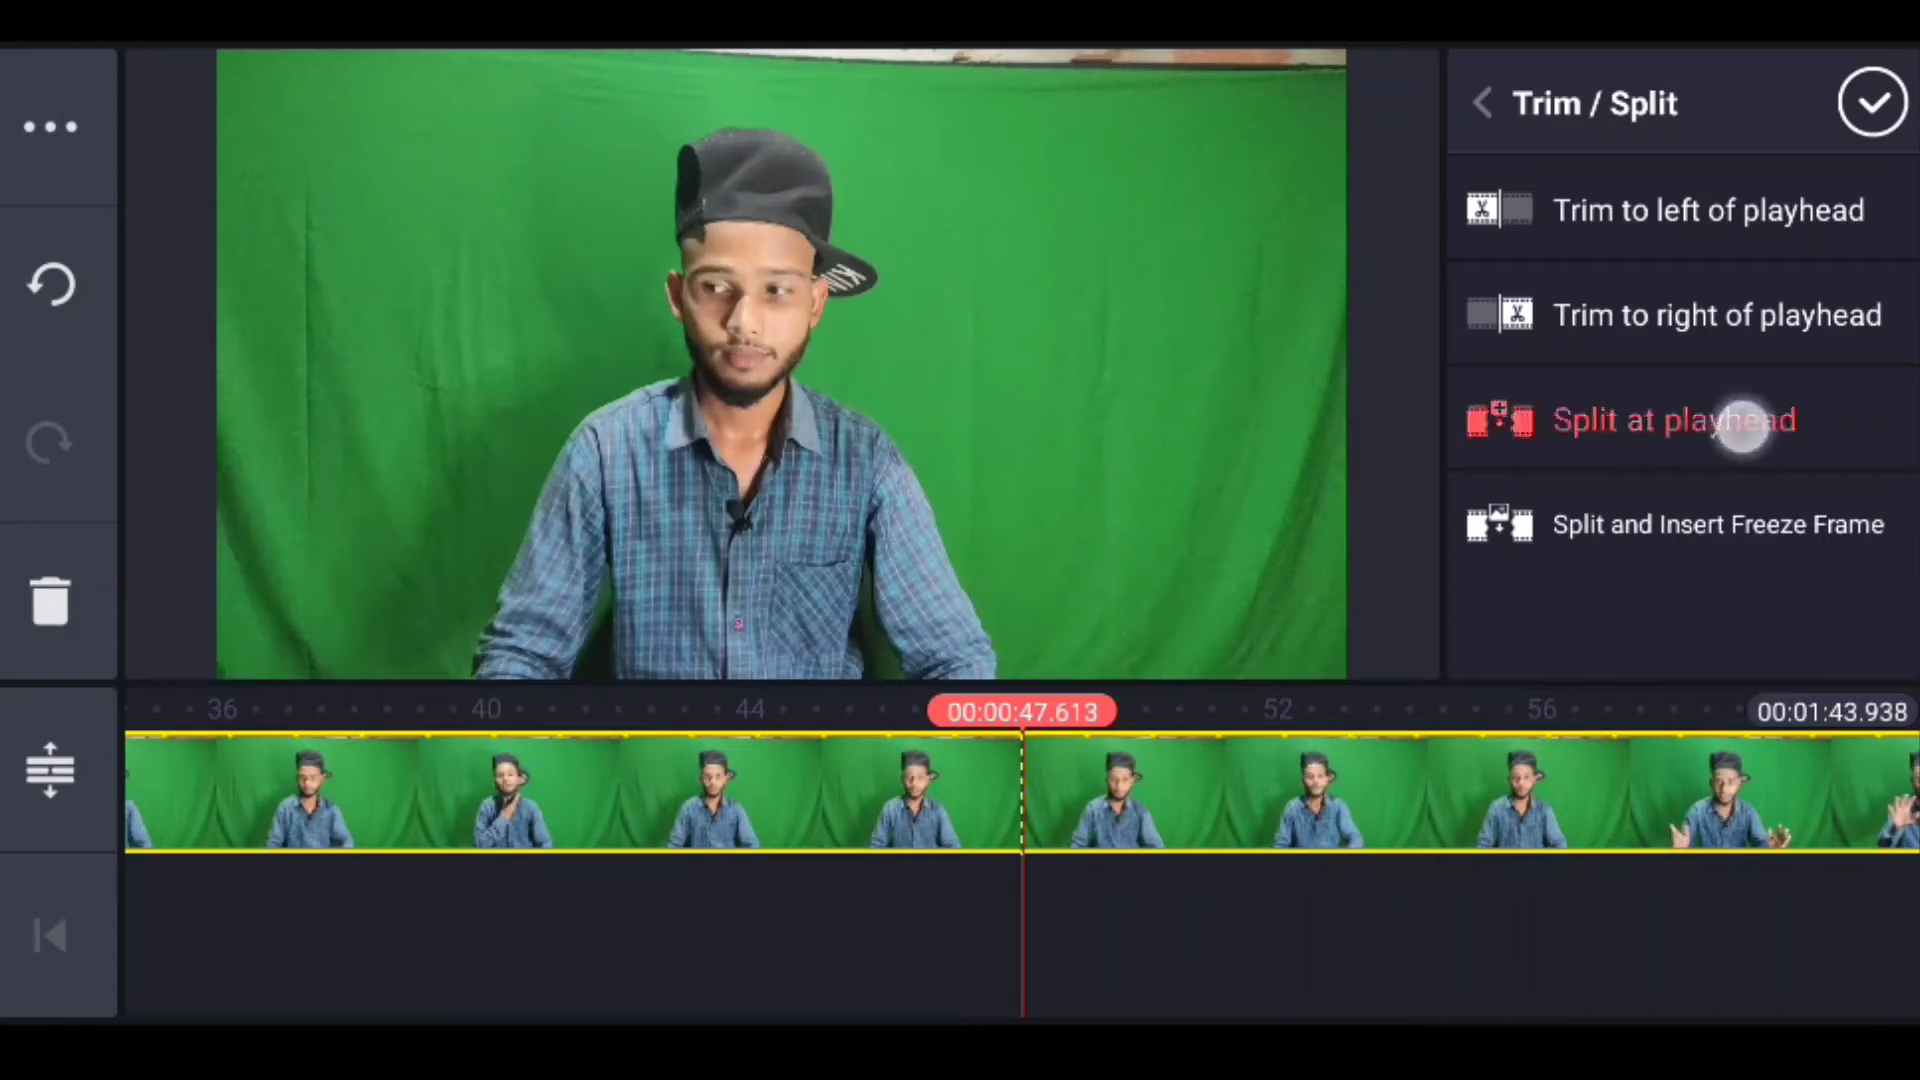 Trim / Split
Trim to left of playhead
Trim to right of playhead
Split at playhead
Split and Insert Freeze Frame
36
40
44
00:00:47.613
52
56
00:01:43.938